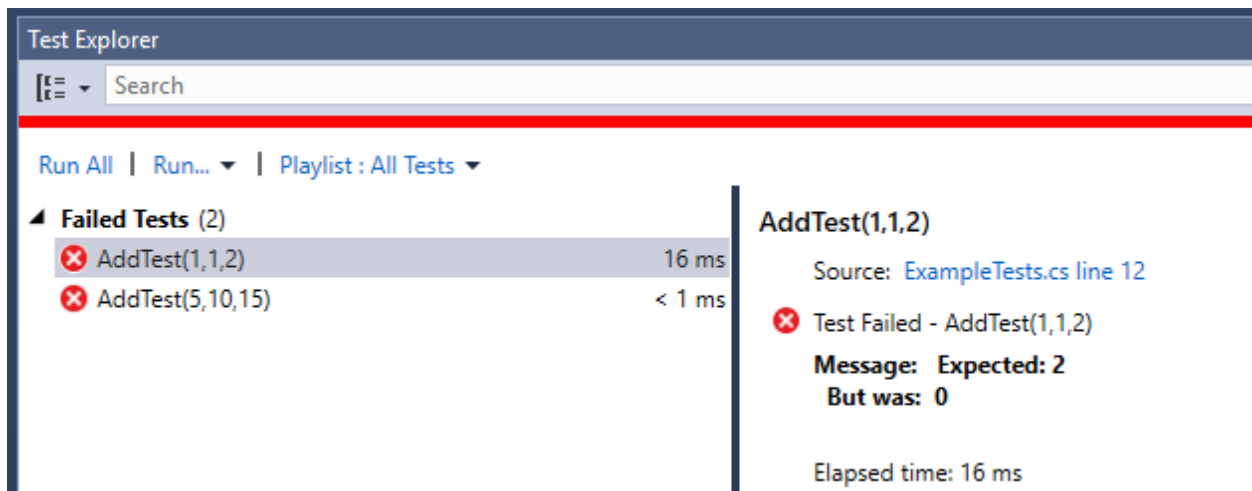 Test Explorer
Search
Run All | Run... | Playlist : All Tests
Failed Tests (2)
AddTest(1,1,2) 16 ms
AddTest(5,10,15) < 1 ms
AddTest(1,1,2)
Source: ExampleTests.cs line 12
Test Failed - AddTest(1,1,2)
Message: Expected: 2
But was: 0
Elapsed time: 16 ms